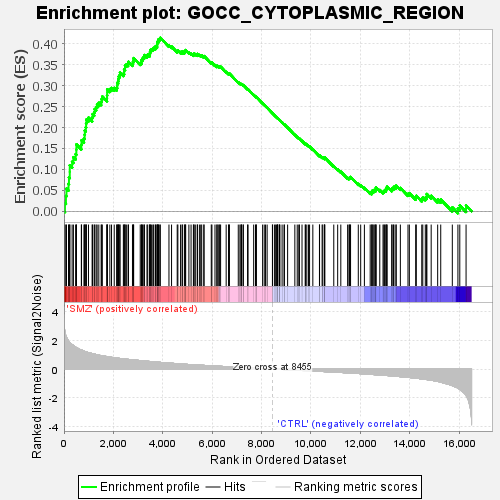 Enrichment plot: GOCC_CYTOPLASMIC_REGION
Enrichment score (ES)
0.40
0.35
0.30
0.25
0.20
0.15
0.10
0.05
0.00
'SMZ' (positively correlated)
Ranked list metric (Signal2Noise)
4
2
0
-2
-4
Zero cross at 8455
'CTRL' (negatively correlated)
0
2,000
4,000
6,000
8,000
10,000
12,000
14,000
16,000
Rank in Ordered Dataset
Enrichment profile
Hits
Ranking metric scores